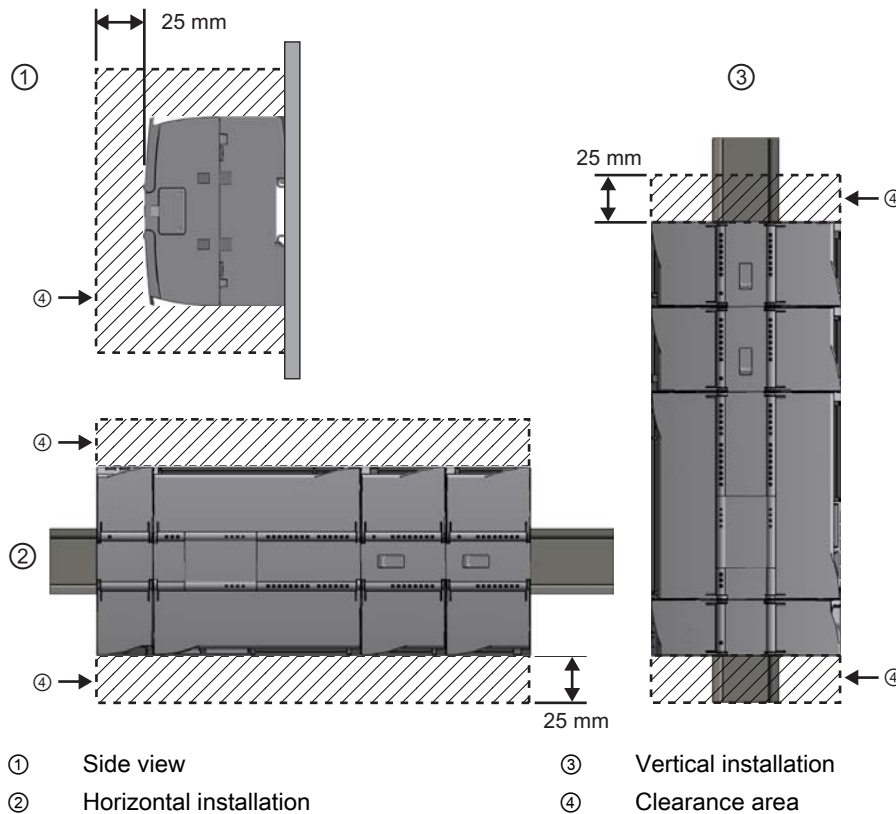 25 mm
①
③
25 mm
④
④
④
②
④
④
25 mm
① Side view
③ Vertical installation
② Horizontal installation
④ Clearance area